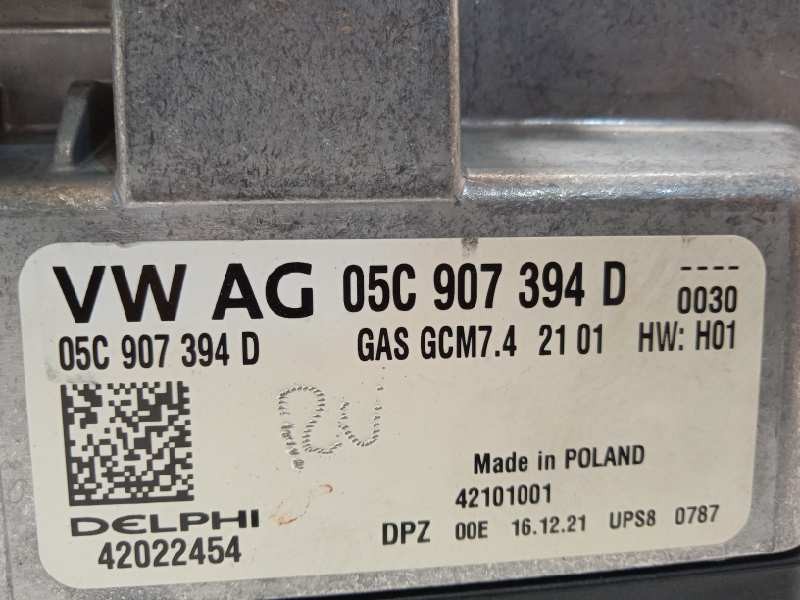 VW AG 05C 907 394 D ----
0030
05C 907 394 D GAS GCM7.4 21 01 HW: H01
Made in POLAND
42101001
DELPHI
42022454
DPZ 00E 16.12.21 UPS8 0787